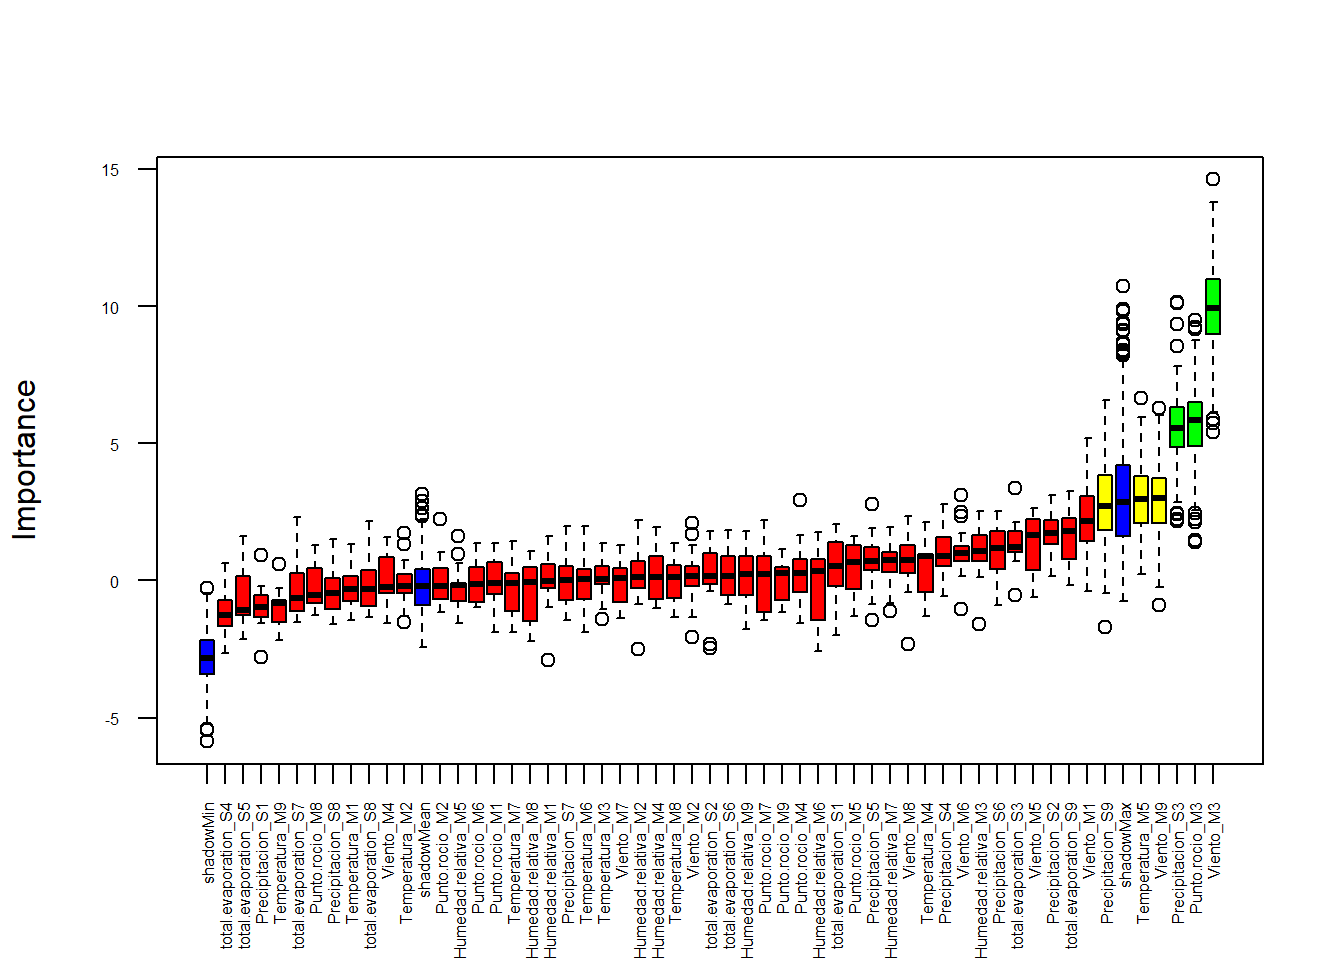 Importance
15
10
5
0
-5
shadowMin
total.evaporation_S4
total.evaporation_S5
Precipitacion_S1
Temperatura_M9
total.evaporation_S7
Punto.rocio_M8
Precipitacion_S8
Temperatura_M1
total.evaporation_S8
Viento_M4
Temperatura_M2
shadowMean
Punto.rocio_M2
Humedad.relativa_M5
Punto.rocio_M6
Punto.rocio_M1
Temperatura_M7
Humedad.relativa_M8
Humedad.relativa_M1
Precipitacion_S7
Temperatura_M6
Temperatura_M3
Viento_M7
Humedad.relativa_M2
Humedad.relativa_M4
Temperatura_M8
Viento_M2
total.evaporation_S2
total.evaporation_S6
Humedad.relativa_M9
Punto.rocio_M7
Punto.rocio_M9
Punto.rocio_M4
Humedad.relativa_M6
total.evaporation_S1
Punto.rocio_M5
Precipitacion_S5
Humedad.relativa_M7
Viento_M8
Temperatura_M4
Precipitacion_S4
Viento_M6
Humedad.relativa_M3
Precipitacion_S6
total.evaporation_S3
Viento_M5
Precipitacion_S2
total.evaporation_S9
Viento_M1
Precipitacion_S9
shadowMax
Temperatura_M5
Viento_M9
Precipitacion_S3
Punto.rocio_M3
Viento_M3